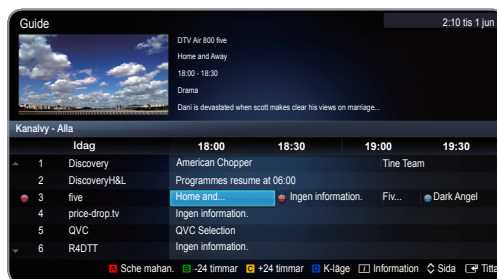 Guide
2:10 tis 1 jun
DTV Air 800 five
Home and Away
18:00 - 18:30
Drama
Dani is devastated when scott makes clear his views on marriage...
Kanalvy - Alla
Idag 18:00 18:30 19:00 19:30
1 Discovery American Chopper Tine Team
2 DiscoveryH&L Programmes resume at 06:00
3 five Home and... Ingen information. Fiv... Dark Angel
4 price-drop.tv Ingen information.
5 QVC QVC Selection
6 R4DTT Ingen information.
A Sche mahan. B -24 timmar C +24 timmar D K-läge i Information Sida Titta